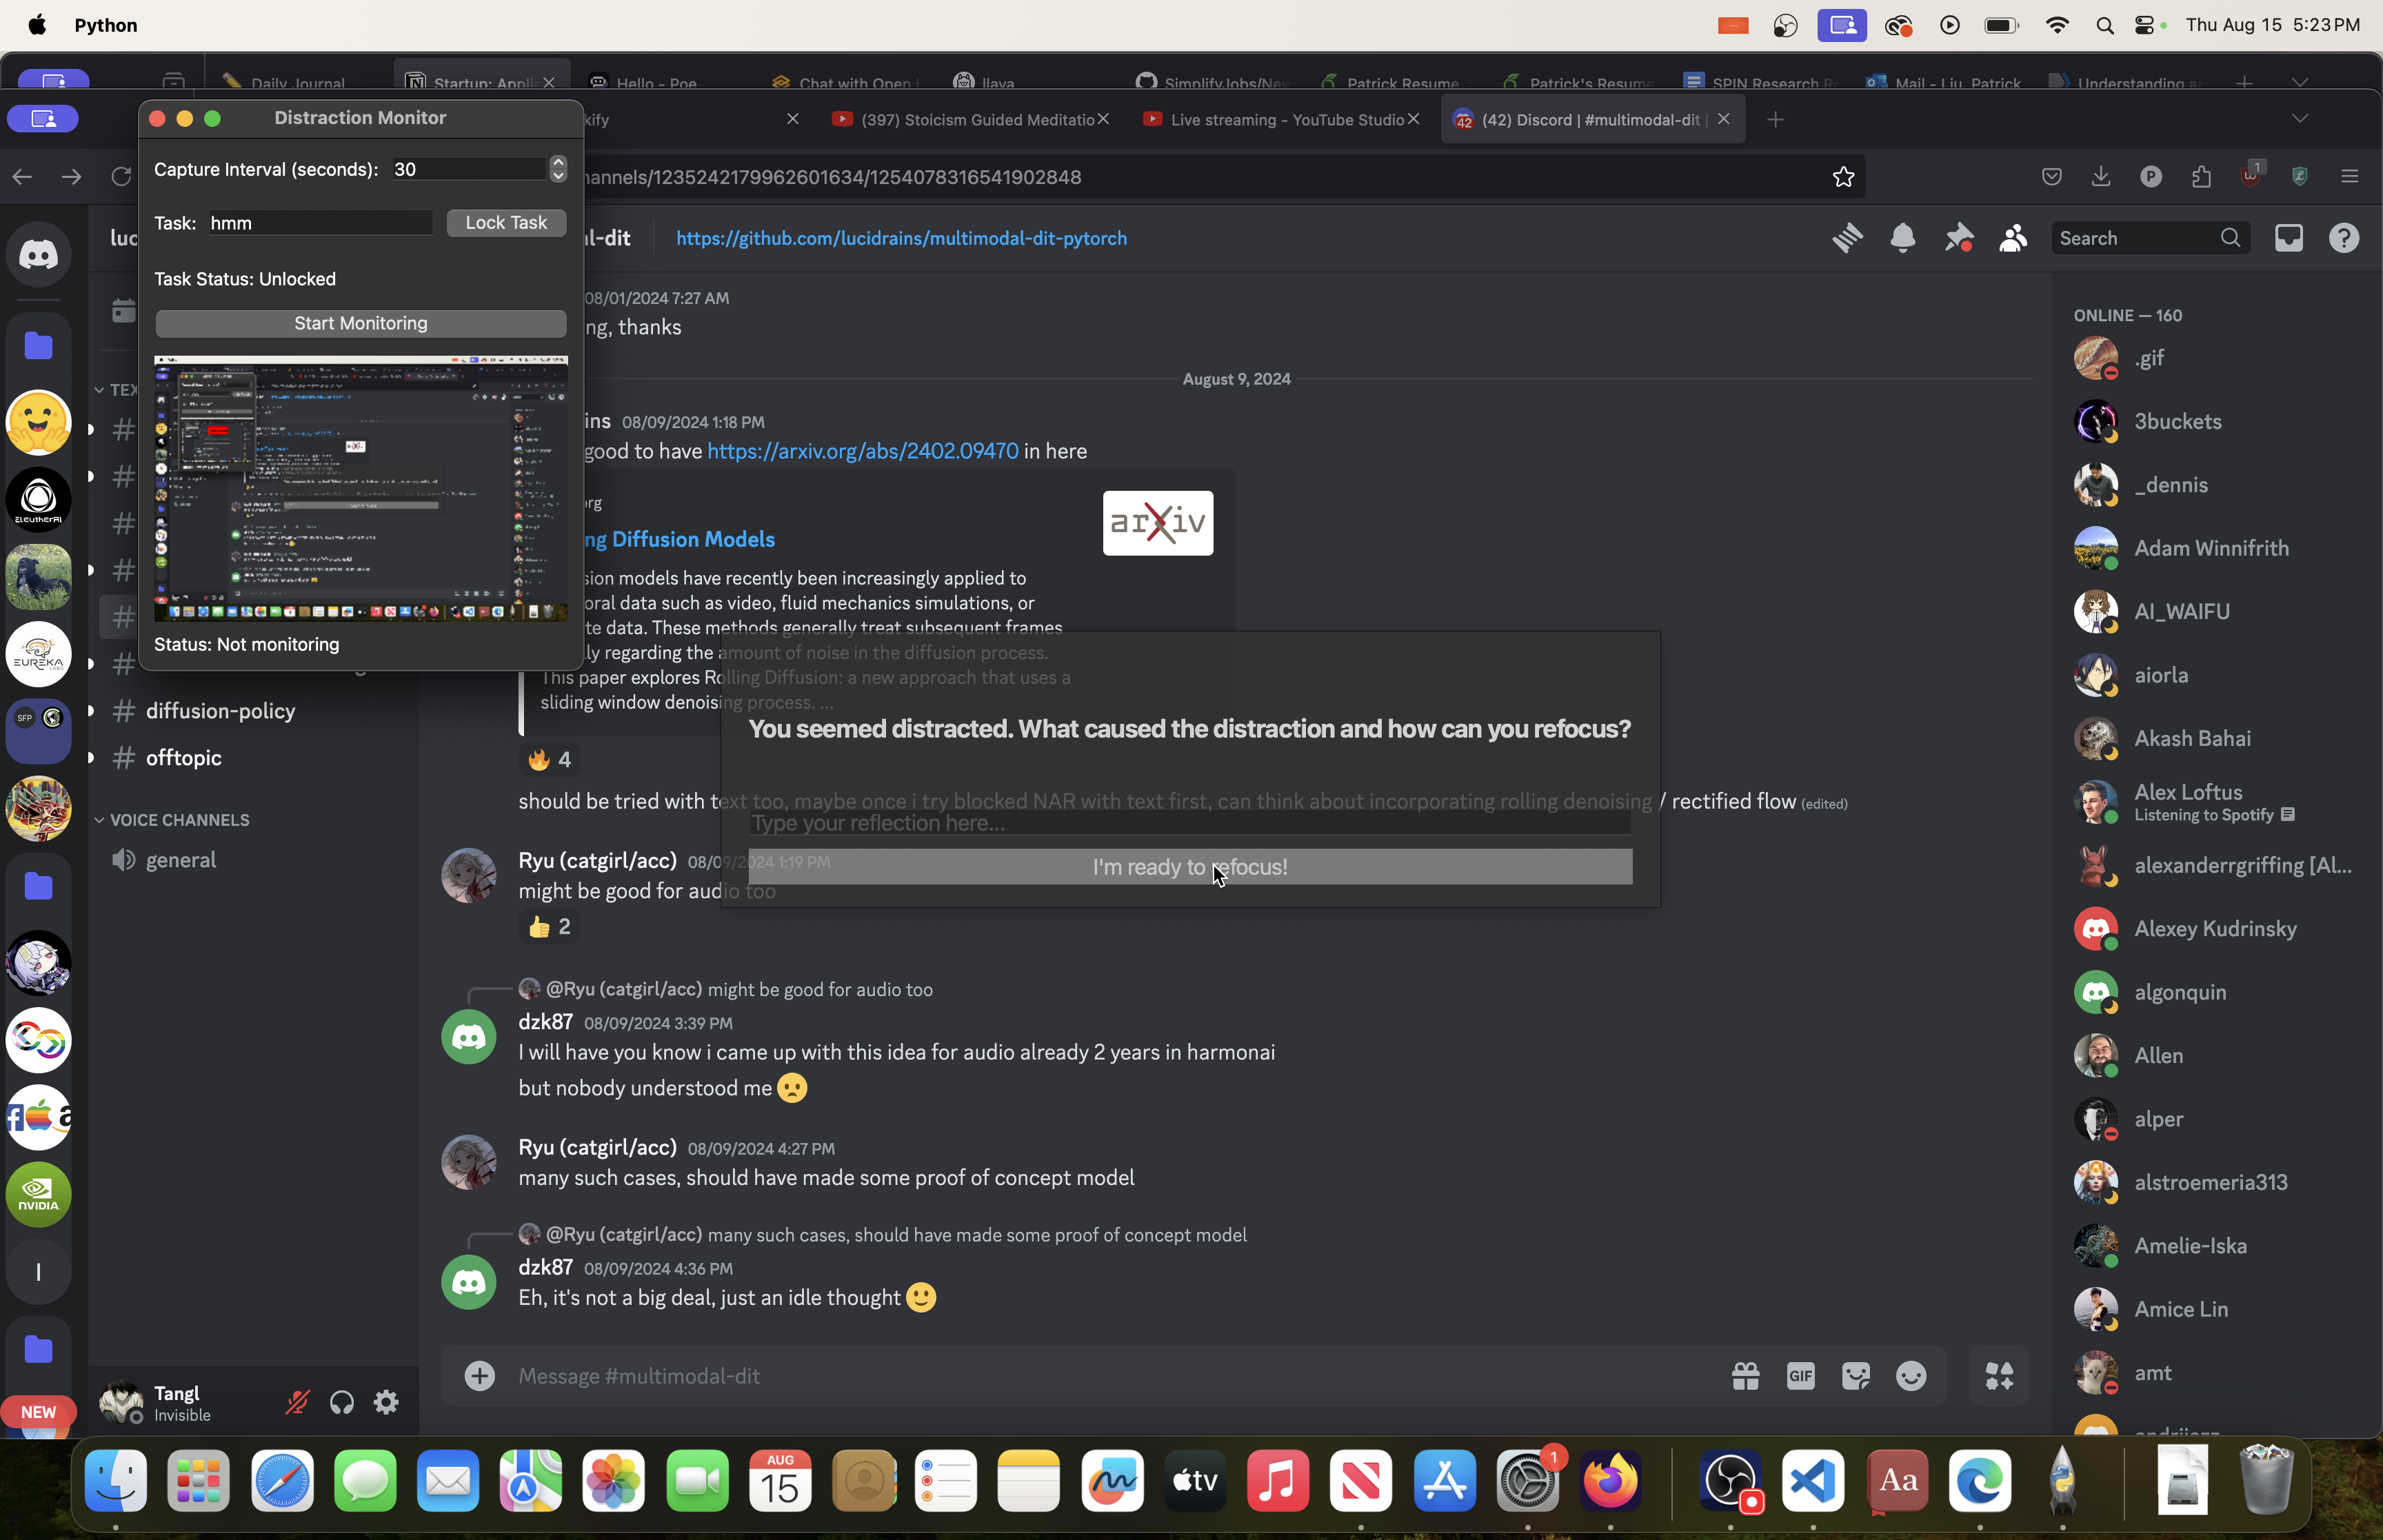 Python
Thu Aug 15 5:23 PM
Daily Journal
Startup: Appli
Hello - Poe
Chat with Open
llava
SimplifyJobs/Ne
Patrick Resume
Patrick's Resum
SPIN Research R
Mail - Liu, Patrick
Understanding a
Distraction Monitor
kify
(397) Stoicism Guided Meditatio
Live streaming - YouTube Studio
42
(42) Discord | #multimodal-dit |
Capture Interval (seconds): 30
annels/1235242179962601634/1254078316541902848
P
1
Task: hmm
Lock Task
luc
l-dit
https://github.com/lucidrains/multimodal-dit-pytorch
Search
Task Status: Unlocked
Start Monitoring
08/01/2024 7:27 AM
ng, thanks
TEX
August 9, 2024
ins 08/09/2024 1:18 PM
good to have https://arxiv.org/abs/2402.09470 in here
rg
arXiv
ng Diffusion Models
sion models have recently been increasingly applied to
oral data such as video, fluid mechanics simulations, or
te data. These methods generally treat subsequent frames
ly regarding the amount of noise in the diffusion process.
This paper explores Rolling Diffusion: a new approach that uses a
sliding window denoising process. ...
Status: Not monitoring
EleutherAI
EUREKA
LABS
SFP
NVIDIA
I
NEW
diffusion-policy
offtopic
VOICE CHANNELS
general
You seemed distracted. What caused the distraction and how can you refocus?
4
should be tried with text too, maybe once i try blocked NAR with text first, can think about incorporating rolling denoising / rectified flow (edited)
Type your reflection here...
Ryu (catgirl/acc) 08/09/2024 1:19 PM
I'm ready to refocus!
might be good for audio too
2
@Ryu (catgirl/acc) might be good for audio too
dzk87 08/09/2024 3:39 PM
I will have you know i came up with this idea for audio already 2 years in harmonai
but nobody understood me
Ryu (catgirl/acc) 08/09/2024 4:27 PM
many such cases, should have made some proof of concept model
@Ryu (catgirl/acc) many such cases, should have made some proof of concept model
dzk87 08/09/2024 4:36 PM
Eh, it's not a big deal, just an idle thought
Message #multimodal-dit
GIF
Tangl
Invisible
ONLINE — 160
.gif
3buckets
_dennis
Adam Winnifrith
AI_WAIFU
aiorla
Akash Bahai
Alex Loftus
Listening to Spotify
alexanderrgriffing [Al...
Alexey Kudrinsky
algonquin
Allen
alper
alstroemeria313
Amelie-Iska
Amice Lin
amt
AUG
15
tv
1
Aa